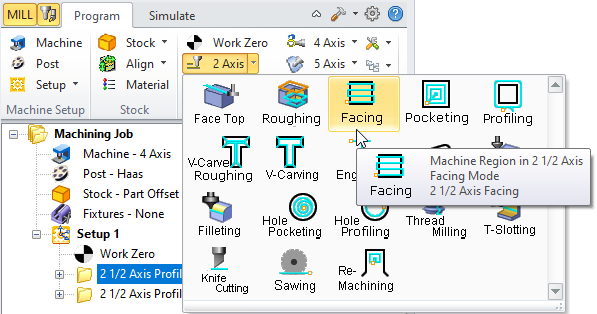 MILL Program Simulate
Machine Stock Work Zero 4 Axis
Post Align 2 Axis 5 Axis
Setup Material
Machine Setup Stock
Face Top Roughing Facing Pocketing Profiling
V-Carve Roughing V-Carving
Filleting Hole Pocketing Hole Profiling Thread Milling T-Slotting
Knife Cutting Sawing Re-Machining
Facing
Machine Region in 2 1/2 Axis
Facing Mode
2 1/2 Axis Facing
Machining Job
Machine - 4 Axis
Post - Haas
Stock - Part Offset
Fixtures - None
Setup 1
Work Zero
2 1/2 Axis Profil
2 1/2 Axis Profil